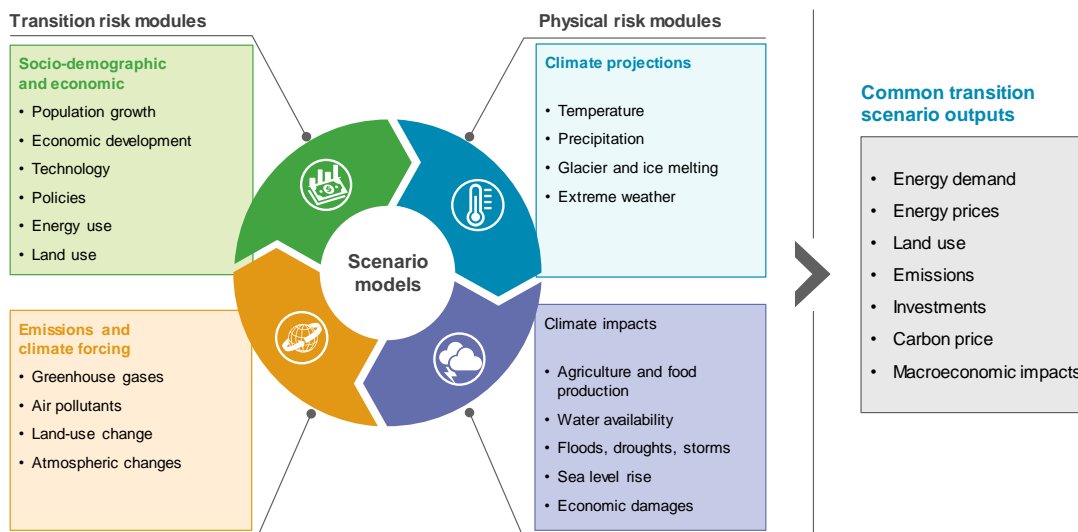 Transition risk modules
Socio-demographic
and economic
• Population growth
• Economic development
• Technology
• Policies
• Energy use
• Land use
Emissions and
climate forcing
• Greenhouse gases
• Air pollutants
• Land-use change
• Atmospheric changes
Scenario
models
Physical risk modules
Climate projections
• Temperature
• Precipitation
• Glacier and ice melting
• Extreme weather
Climate impacts
• Agriculture and food
production
• Water availability
• Floods, droughts, storms
• Sea level rise
• Economic damages
Common transition
scenario outputs
• Energy demand
• Energy prices
• Land use
• Emissions
• Investments
• Carbon price
• Macroeconomic impacts